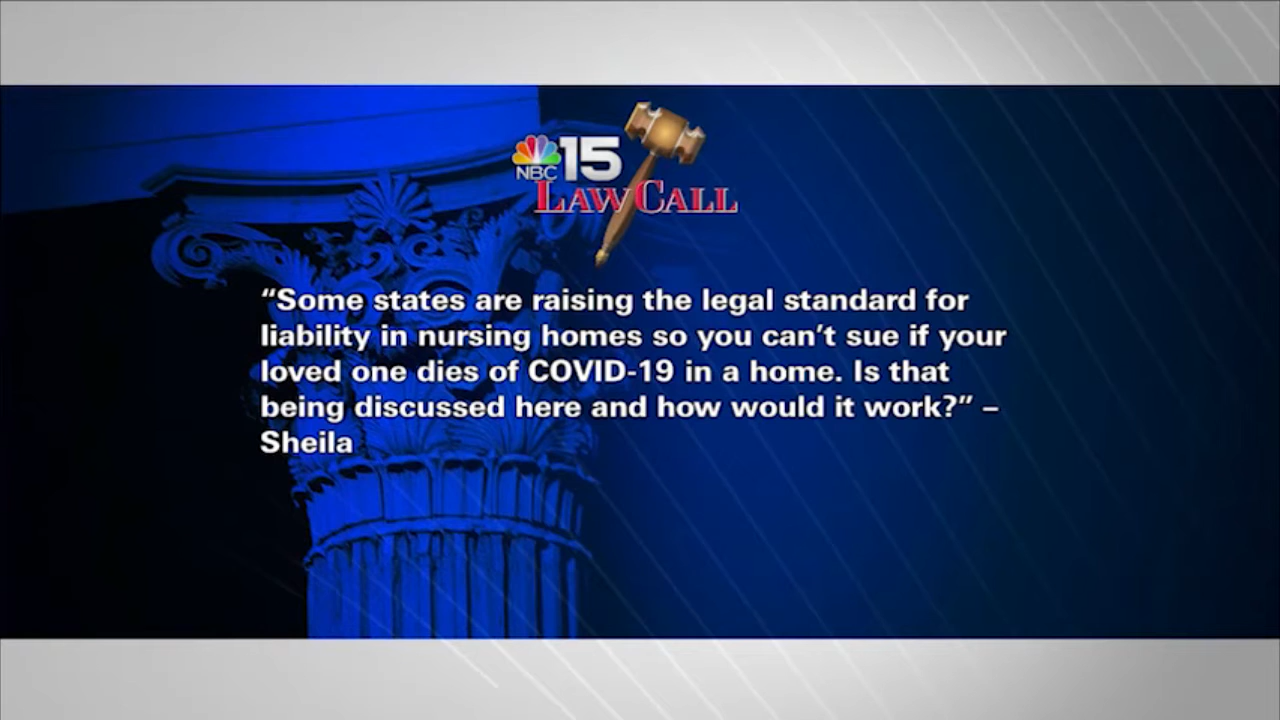 NBC 15
LAW CALL
“Some states are raising the legal standard for
liability in nursing homes so you can’t sue if your
loved one dies of COVID-19 in a home. Is that
being discussed here and how would it work?” –
Sheila